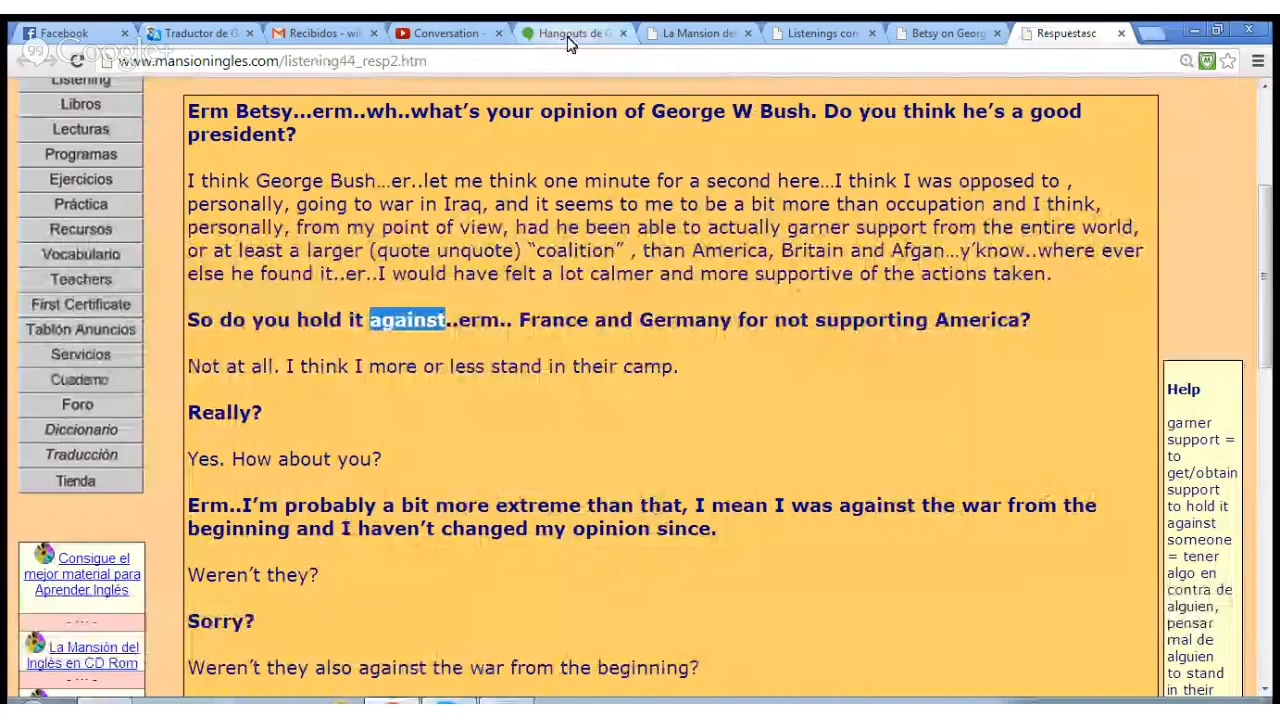 Facebook
Traductor de G
Recibidos - wi
Conversation -
Hangouts de G
La Mansion del
Listenings con
Betsy on Georg
Respuestasc
99 Google+
www.mansioningles.com/listening44_resp2.htm
Listening
Libros
Lecturas
Programas
Ejercicios
Práctica
Recursos
Vocabulario
Teachers
First Certificate
Tablón Anuncios
Servicios
Cuaderno
Foro
Diccionario
Traducción
Tienda
Consigue el
mejor material para
Aprender Inglés
La Mansión del
Inglés en CD Rom
Erm Betsy...erm..wh..what's your opinion of George W Bush. Do you think he's a good
president?
I think George Bush…er..let me think one minute for a second here…I think I was opposed to ,
personally, going to war in Iraq, and it seems to me to be a bit more than occupation and I think,
personally, from my point of view, had he been able to actually garner support from the entire world,
or at least a larger (quote unquote) “coalition” , than America, Britain and Afgan…y’know..where ever
else he found it..er..I would have felt a lot calmer and more supportive of the actions taken.
So do you hold it against..erm.. France and Germany for not supporting America?
Not at all. I think I more or less stand in their camp.
Really?
Yes. How about you?
Erm..I’m probably a bit more extreme than that, I mean I was against the war from the
beginning and I haven’t changed my opinion since.
Weren’t they?
Sorry?
Weren’t they also against the war from the beginning?
Help
garner
support =
to
get/obtain
support
to hold it
against
someone
= tener
algo en
contra de
alguien,
pensar
mal de
alguien
to stand
in their